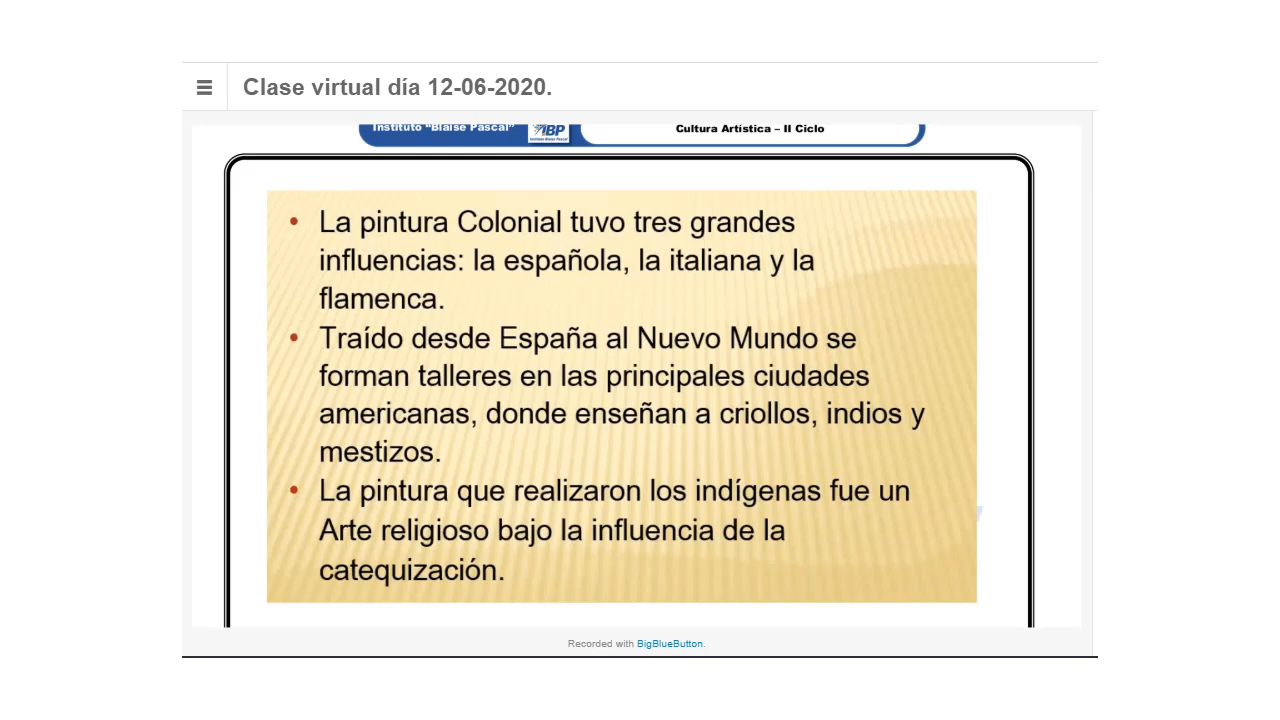 Clase virtual día 12-06-2020.
Instituto "Blaise Pascal"
IBP
Instituto Blaise Pascal
Cultura Artística – II Ciclo
• La pintura Colonial tuvo tres grandes
influencias: la española, la italiana y la
flamenca.
• Traído desde España al Nuevo Mundo se
forman talleres en las principales ciudades
americanas, donde enseñan a criollos, indios y
mestizos.
• La pintura que realizaron los indígenas fue un
Arte religioso bajo la influencia de la
catequización.
Recorded with BigBlueButton.